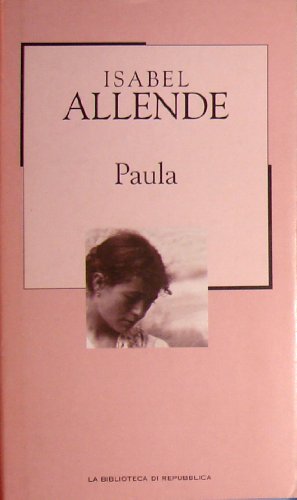 ISABEL
ALLENDE
Paula
LA BIBLIOTECA DI REPUBBLICA